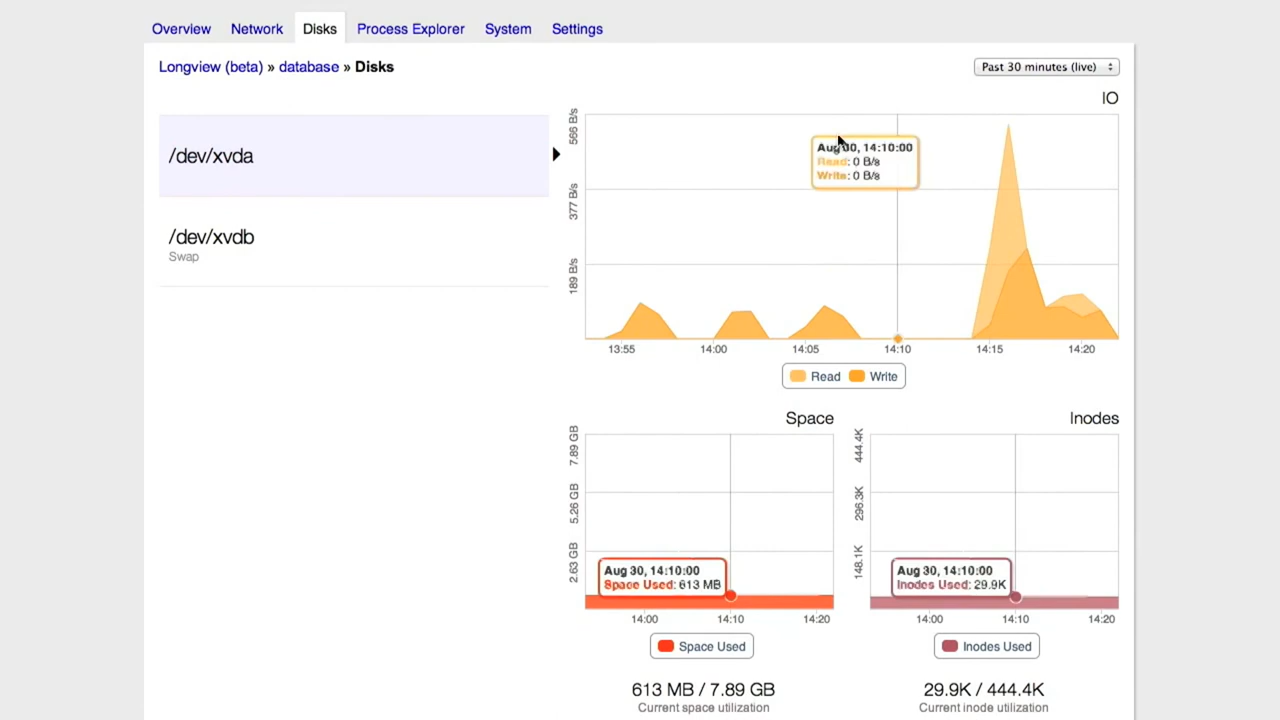 Overview Network Disks Process Explorer System Settings
Longview (beta) » database » Disks
Past 30 minutes (live)
/dev/xvda
/dev/xvdb
Swap
IO
566 B/s
377 B/s
189 B/s
Aug 30, 14:10:00
Read: 0 B/s
Write: 0 B/s
13:55 14:00 14:05 14:10 14:15 14:20
Read Write
Space
7.89 GB
5.26 GB
2.63 GB
Aug 30, 14:10:00
Space Used: 613 MB
14:00 14:10 14:20
Space Used
613 MB / 7.89 GB
Current space utilization
Inodes
444.4K
296.3K
148.1K
Aug 30, 14:10:00
Inodes Used: 29.9K
14:00 14:10 14:20
Inodes Used
29.9K / 444.4K
Current inode utilization